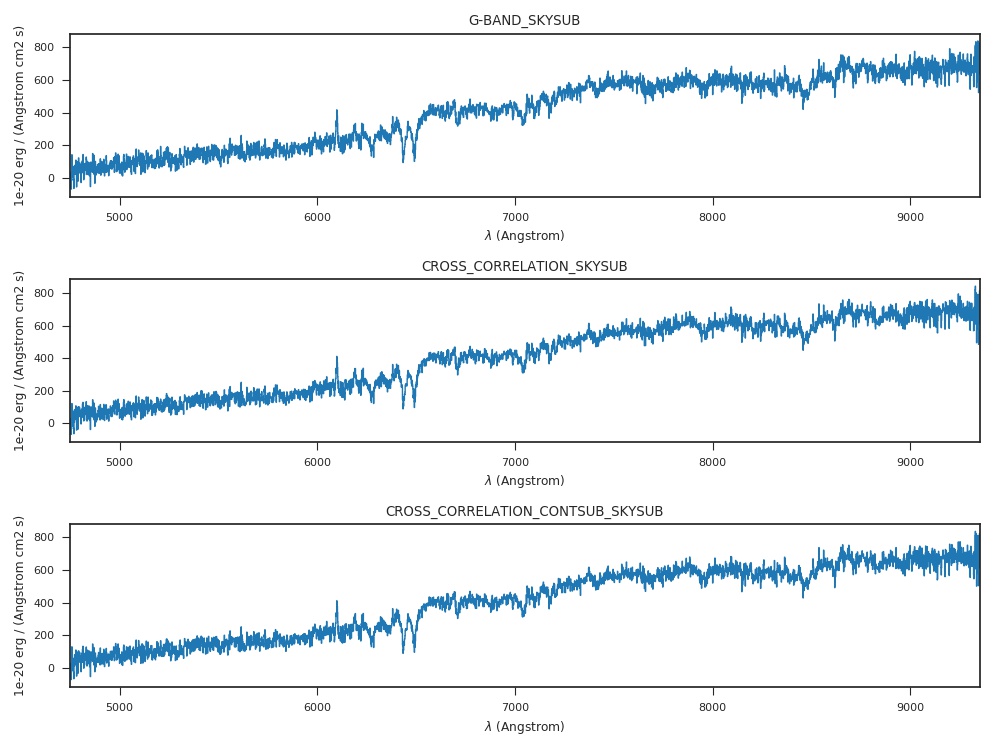 G-BAND_SKYSUB
1e-20 erg / (Angstrom cm2 s)
800
600
400
200
0
5000 6000 7000 8000 9000
λ (Angstrom)
CROSS_CORRELATION_SKYSUB
1e-20 erg / (Angstrom cm2 s)
800
600
400
200
0
5000 6000 7000 8000 9000
λ (Angstrom)
CROSS_CORRELATION_CONTSUB_SKYSUB
1e-20 erg / (Angstrom cm2 s)
800
600
400
200
0
5000 6000 7000 8000 9000
λ (Angstrom)